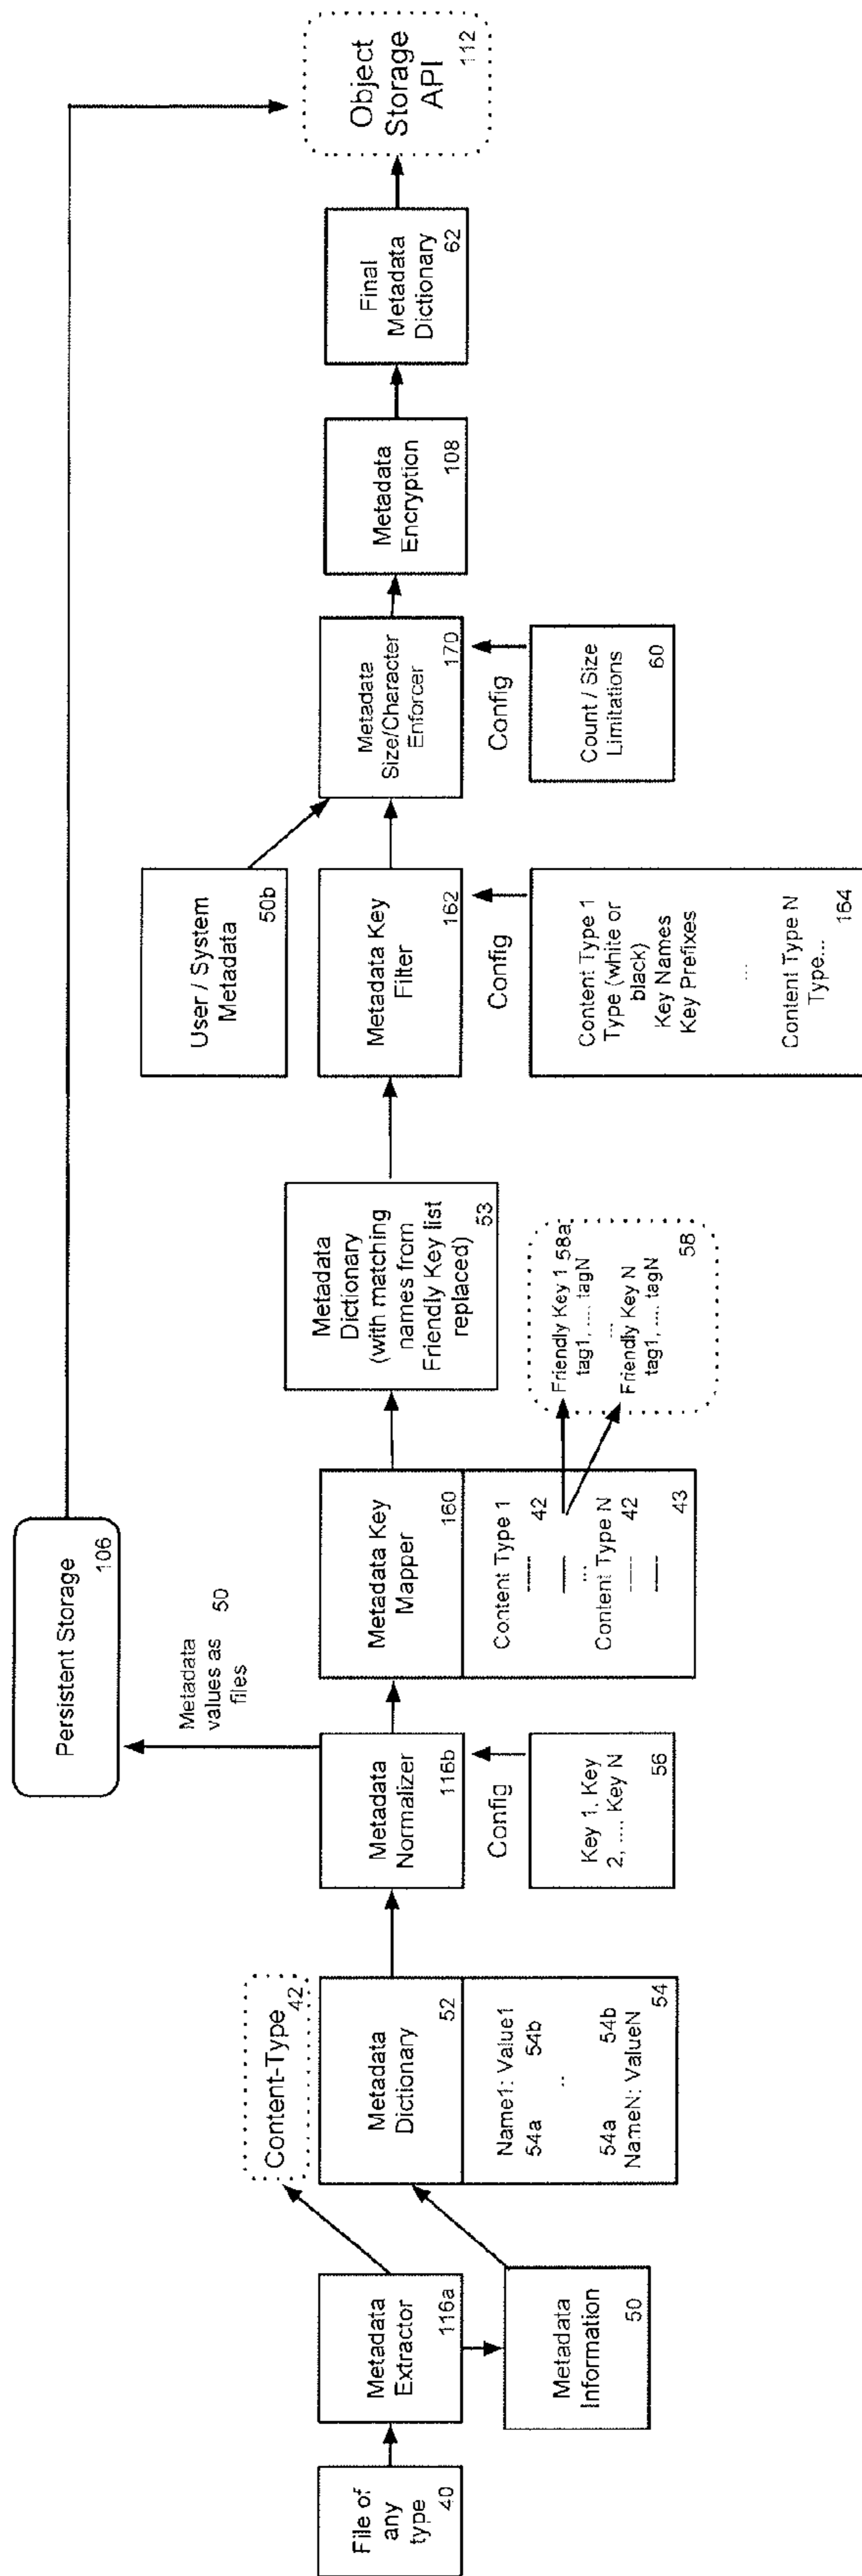 File of
any
type
40
Metadata
Extractor
116a
Metadata
Information
50
Content-Type
42
Metadata
Dictionary
52
Name1: Value1
54a 54b
..
54a 54b
NameN: ValueN
54
Persistent Storage
106
Metadata
values as
files
50
Metadata
Normalizer
116b
Config
Key 1, Key
2, .... Key N
56
Metadata Key
Mapper
160
Content Type 1
42
...
Content Type N
42
43
Metadata
Dictionary
(with matching
names from
Friendly Key list
replaced)
53
Friendly Key 1 58a
tag1, .... tagN
...
Friendly Key N
tag1, .... tagN
58
User / System
Metadata
50b
Metadata Key
Filter
162
Config
Content Type 1
Type (white or
black)
Key Names
Key Prefixes
...
Content Type N
Type...
164
Metadata
Size/Character
Enforcer
170
Config
Count / Size
Limitations
60
Metadata
Encryption
108
Final
Metadata
Dictionary
62
Object
Storage
API
112